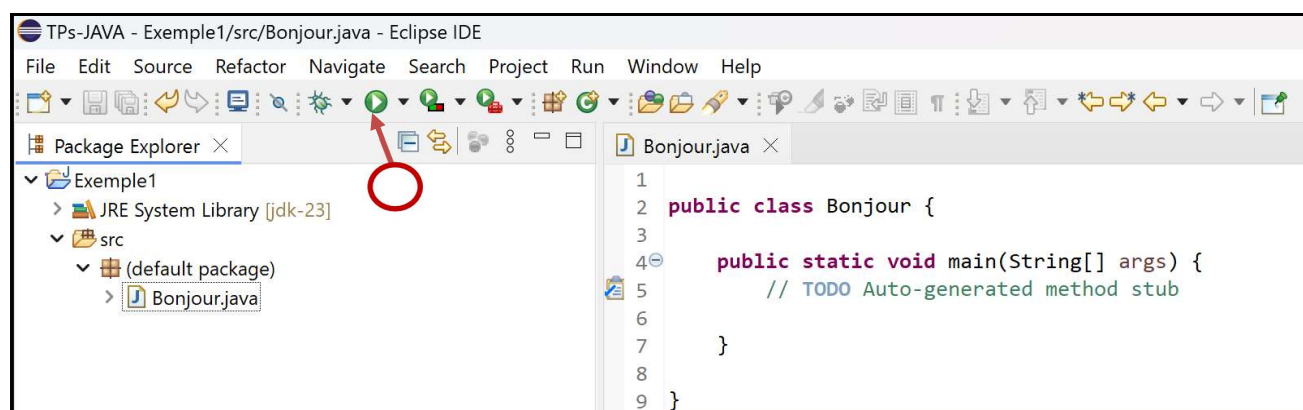 TPs-JAVA - Exemple1/src/Bonjour.java - Eclipse IDE
File Edit Source Refactor Navigate Search Project Run Window Help
Package Explorer
Exemple1
JRE System Library [jdk-23]
src
(default package)
Bonjour.java
Bonjour.java
1
2 public class Bonjour {
3
4 public static void main(String[] args) {
5 // TODO Auto-generated method stub
6
7 }
8
9 }